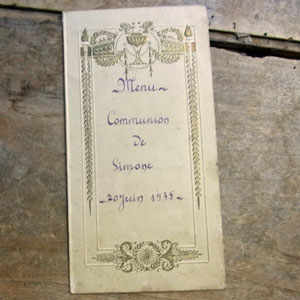 Menu -
Communion
de
Simone
- 20 Juin 1935 -